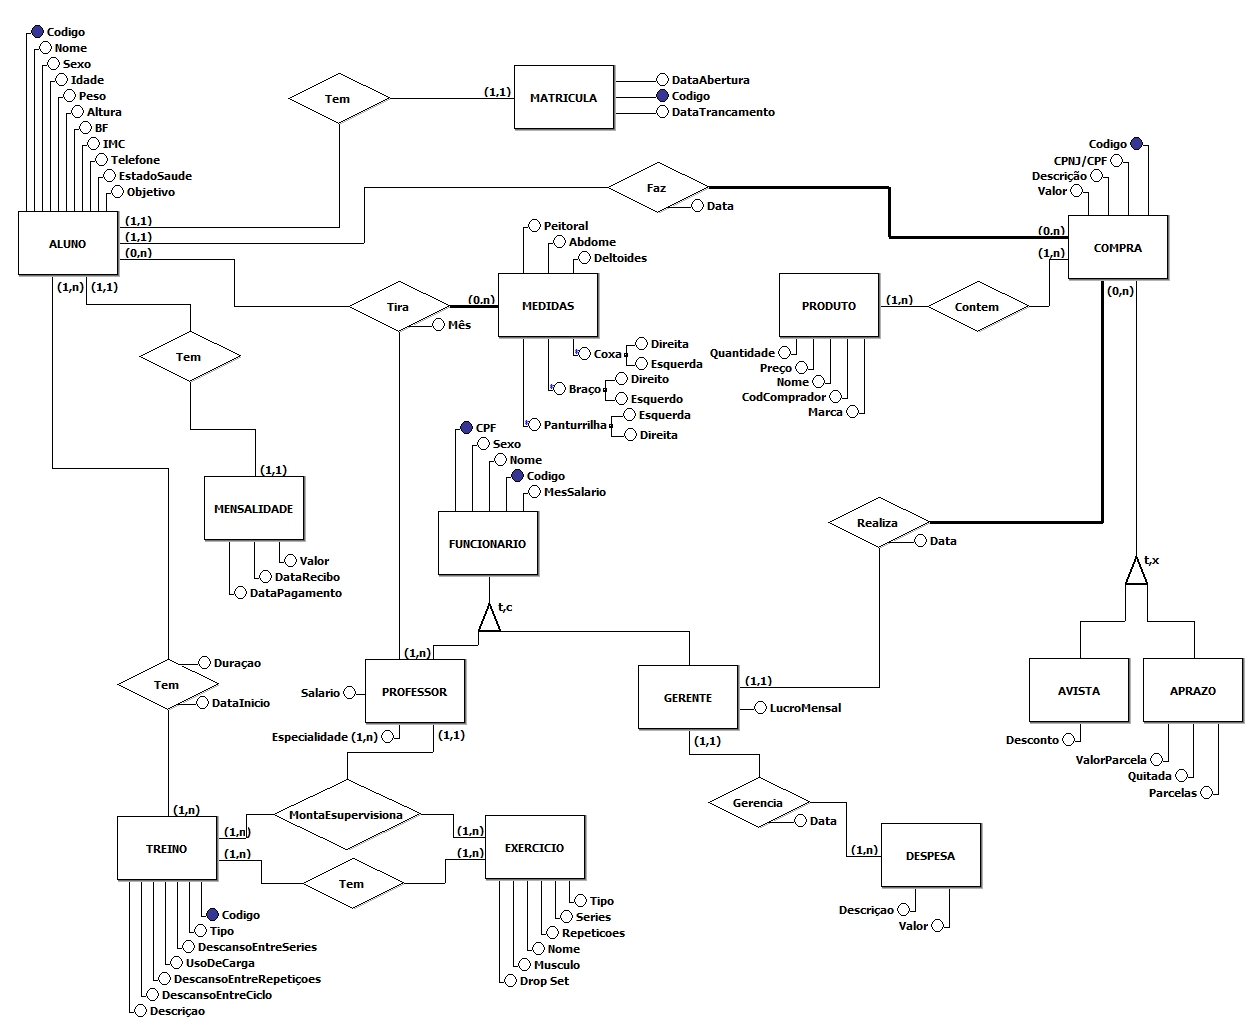 Codigo
Nome
Sexo
Idade
Peso
Altura
BF
IMC
Telefone
EstadoSaude
Objetivo
ALUNO
(1,1)
(1,1)
(0,n)
(1,n)
(1,1)
Tem
(1,1)
MATRICULA
DataAbertura
Codigo
DataTrancamento
Faz
Data
Codigo
CPNJ/CPF
Descrição
Valor
(0,n)
(1,n)
COMPRA
(0,n)
Peitoral
Abdome
Deltoides
Tira
Mês
(0,n)
MEDIDAS
Coxa
Direita
Esquerda
Braço
Direito
Esquerdo
Panturrilha
Esquerda
Direita
PRODUTO
(1,n)
Contem
Quantidade
Preço
Nome
CodComprador
Marca
Tem
(1,1)
MENSALIDADE
Valor
DataRecibo
DataPagamento
CPF
Sexo
Nome
Codigo
MesSalario
FUNCIONARIO
t,c
Realiza
Data
t,x
AVISTA
Desconto
APRAZO
ValorParcela
Quitada
Parcelas
Tem
Duraçao
DataInicio
(1,n)
PROFESSOR
Salario
Especialidade (1,n)
(1,1)
GERENTE
(1,1)
LucroMensal
(1,1)
Gerencia
Data
(1,n)
DESPESA
Descriçao
Valor
(1,n)
TREINO
(1,n)
(1,n)
MontaEsupervisiona
Tem
(1,n)
(1,n)
EXERCICIO
Codigo
Tipo
DescansoEntreSeries
UsoDeCarga
DescansoEntreRepetiçoes
DescansoEntreCiclo
Descriçao
Tipo
Series
Repeticoes
Nome
Musculo
Drop Set